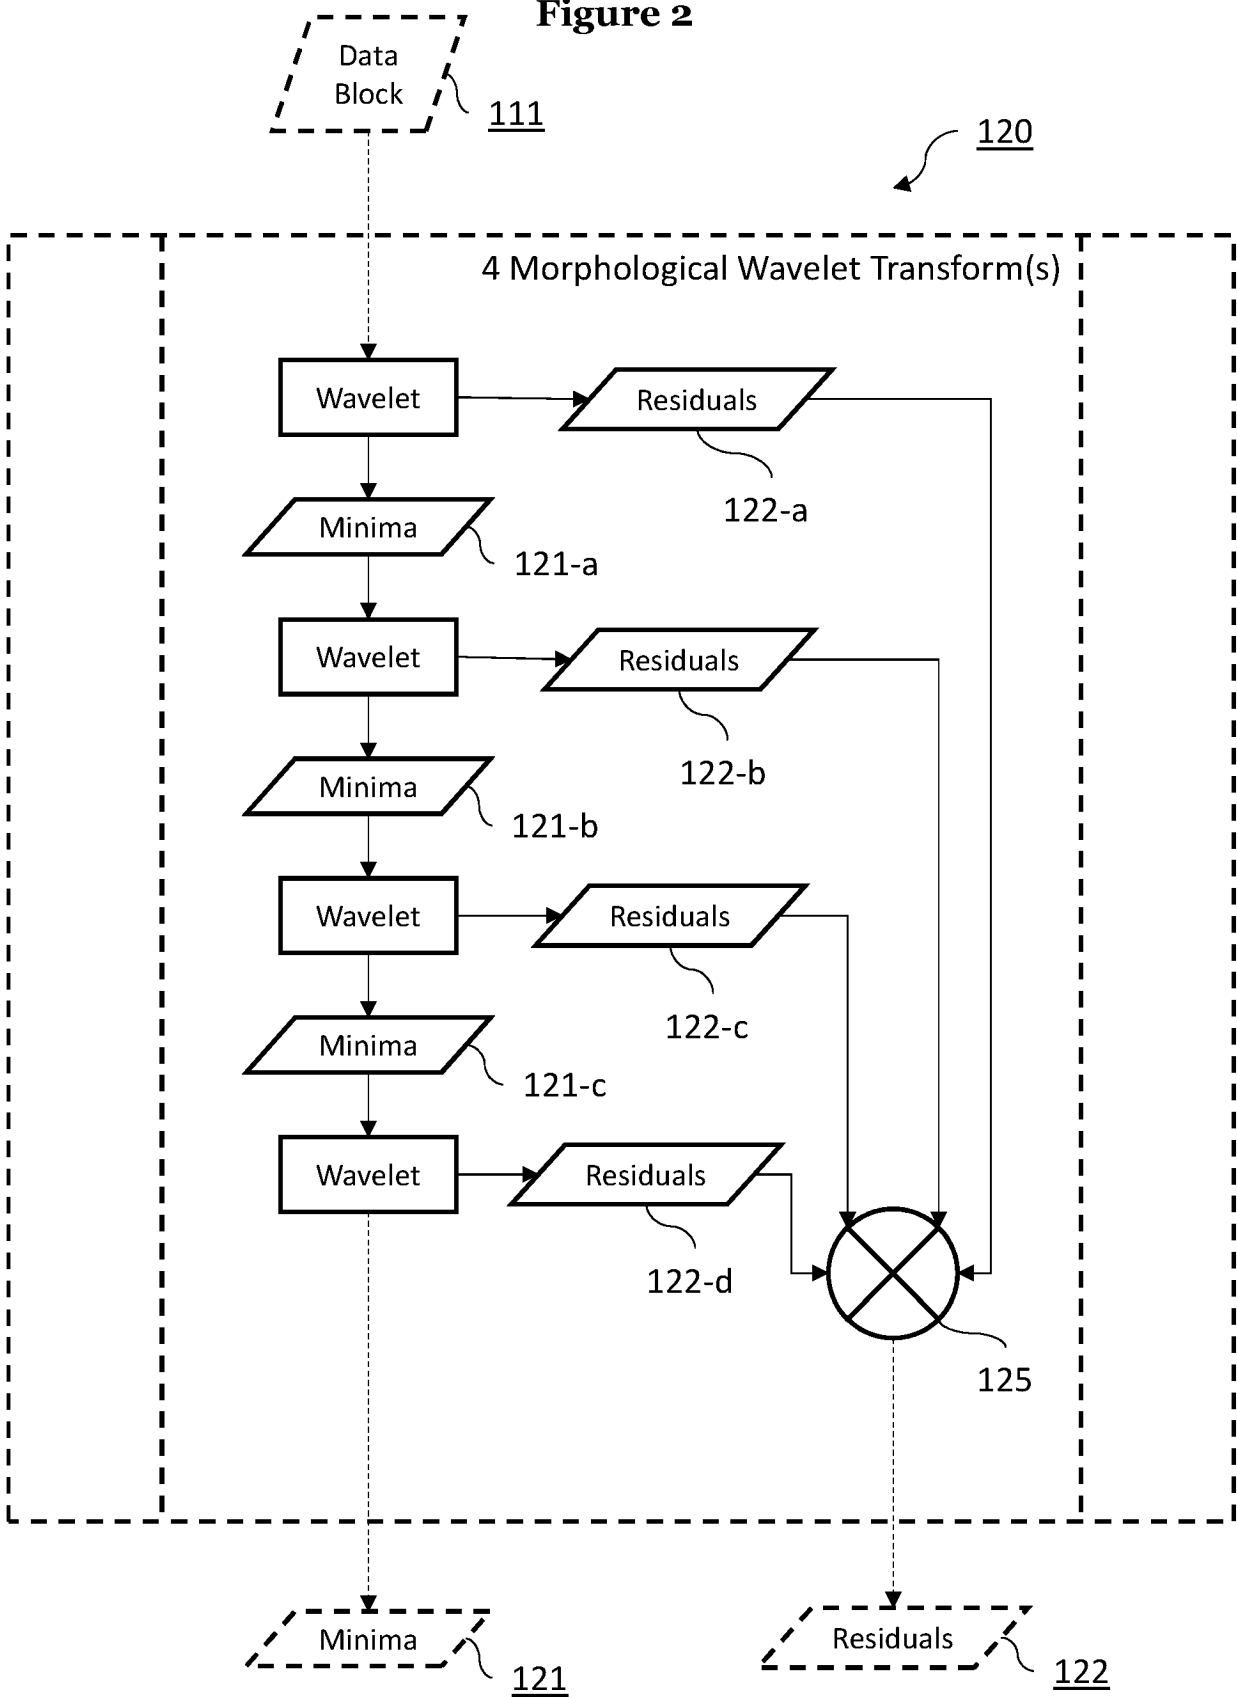 Figure 2
Data
Block
111
120
4 Morphological Wavelet Transform(s)
Wavelet
Residuals
122-a
Minima
121-a
Wavelet
Residuals
122-b
Minima
121-b
Wavelet
Residuals
122-c
Minima
121-c
Wavelet
Residuals
122-d
125
Minima
121
Residuals
122